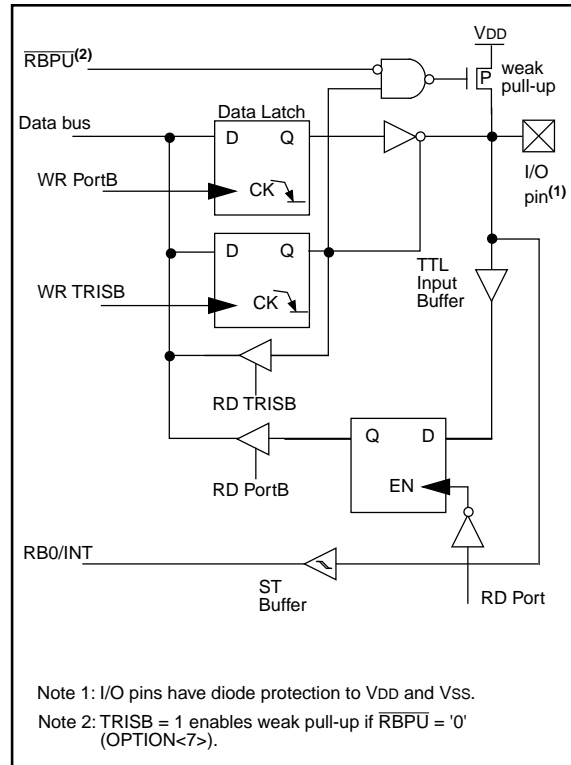 VDD
RBPU(2)
P
weak
pull-up
Data Latch
Data bus
D Q
I/O
pin(1)
WR PortB
CK
D Q
TTL
Input
Buffer
WR TRISB
CK
RD TRISB
Q D
RD PortB
EN
RB0/INT
ST
Buffer
RD Port
Note 1: I/O pins have diode protection to VDD and VSS.
Note 2: TRISB = 1 enables weak pull-up if RBPU = '0'
(OPTION<7>).